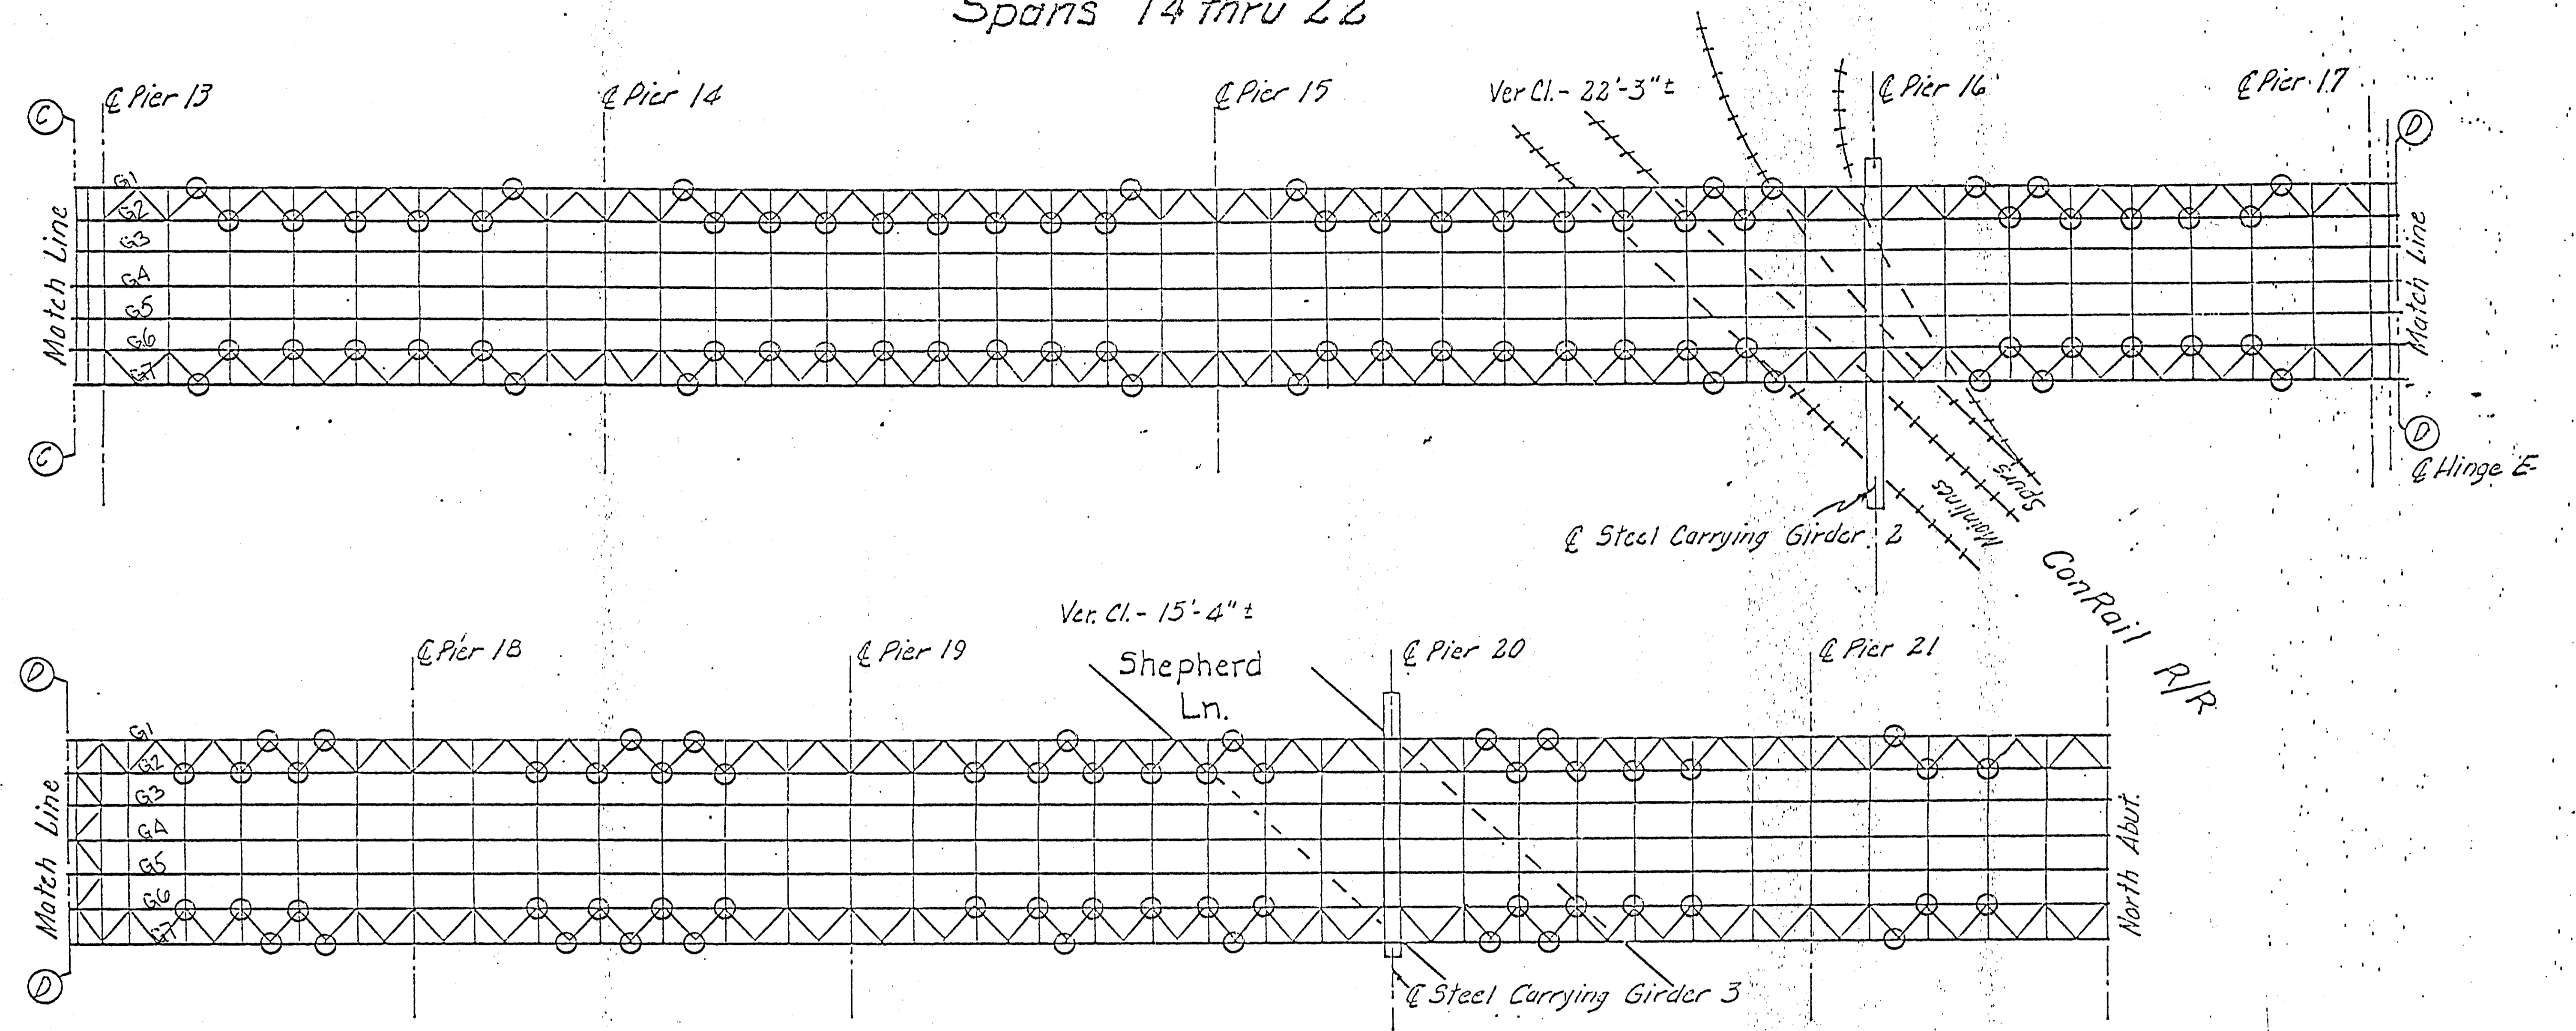 Spans 14 thru 22
℄ Pier 13
℄ Pier 14
℄ Pier 15
Ver Cl. - 22'-3" ±
℄ Pier 16
℄ Pier 17
C
D
G1
G2
G3
G4
G5
G6
G7
Match Line
Match Line
C
D
℄ Hinge E
Spurs
Mainlines
℄ Steel Carrying Girder 2
ConRail R/R
Ver. Cl. - 15'-4" ±
℄ Pier 18
℄ Pier 19
Shepherd
Ln.
℄ Pier 20
℄ Pier 21
D
G1
G2
G3
G4
G5
G6
G7
Match Line
North Abut.
D
℄ Steel Carrying Girder 3